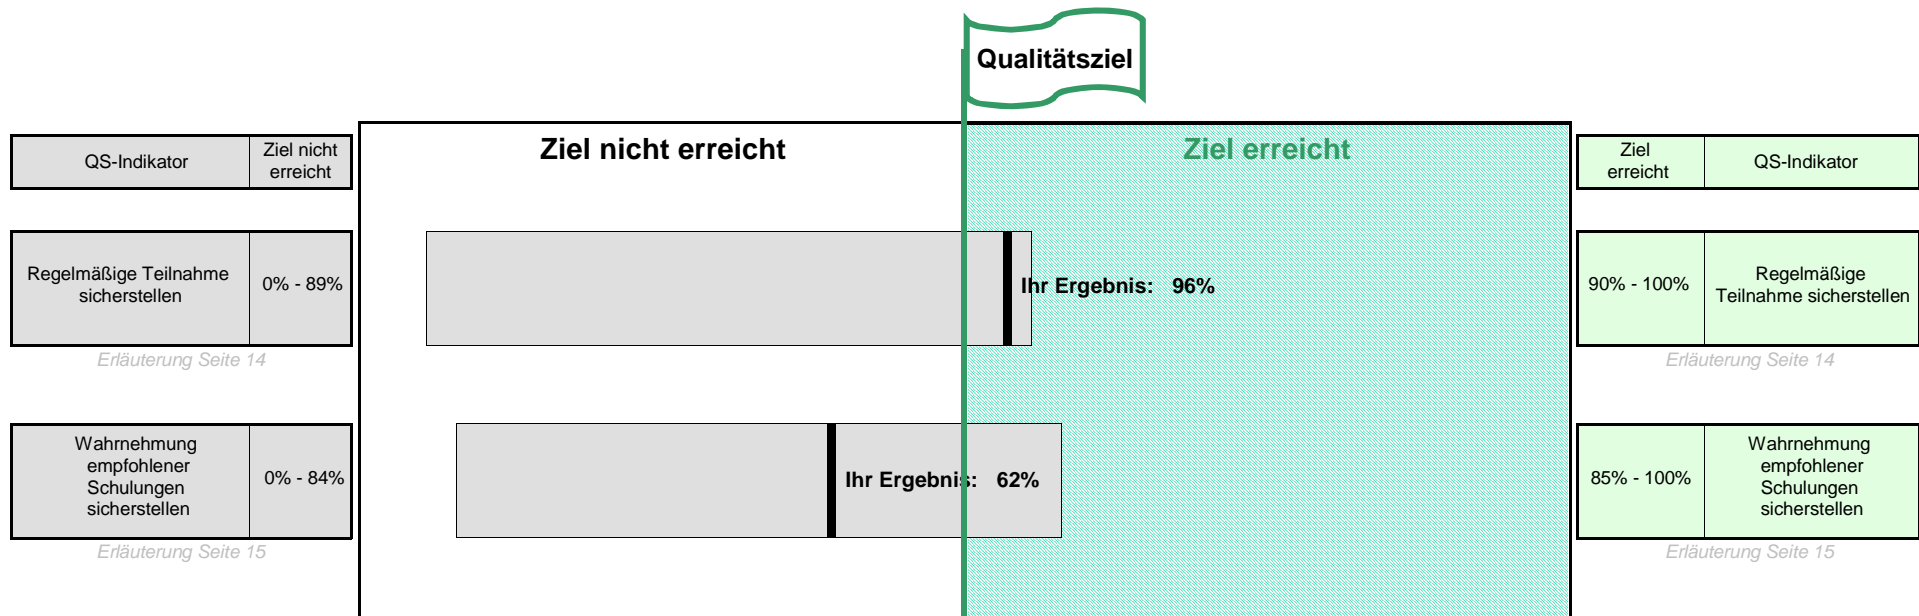 Qualitätsziel
Ziel nicht erreicht
Ziel erreicht
QS-Indikator
Ziel nicht
erreicht
Ziel
erreicht
QS-Indikator
Regelmäßige Teilnahme
sicherstellen
0% - 89%
Ihr Ergebnis: 96%
90% - 100%
Regelmäßige
Teilnahme sicherstellen
Erläuterung Seite 14
Erläuterung Seite 14
Wahrnehmung
empfohlener
Schulungen
sicherstellen
0% - 84%
Ihr Ergebnis: 62%
85% - 100%
Wahrnehmung
empfohlener
Schulungen
sicherstellen
Erläuterung Seite 15
Erläuterung Seite 15